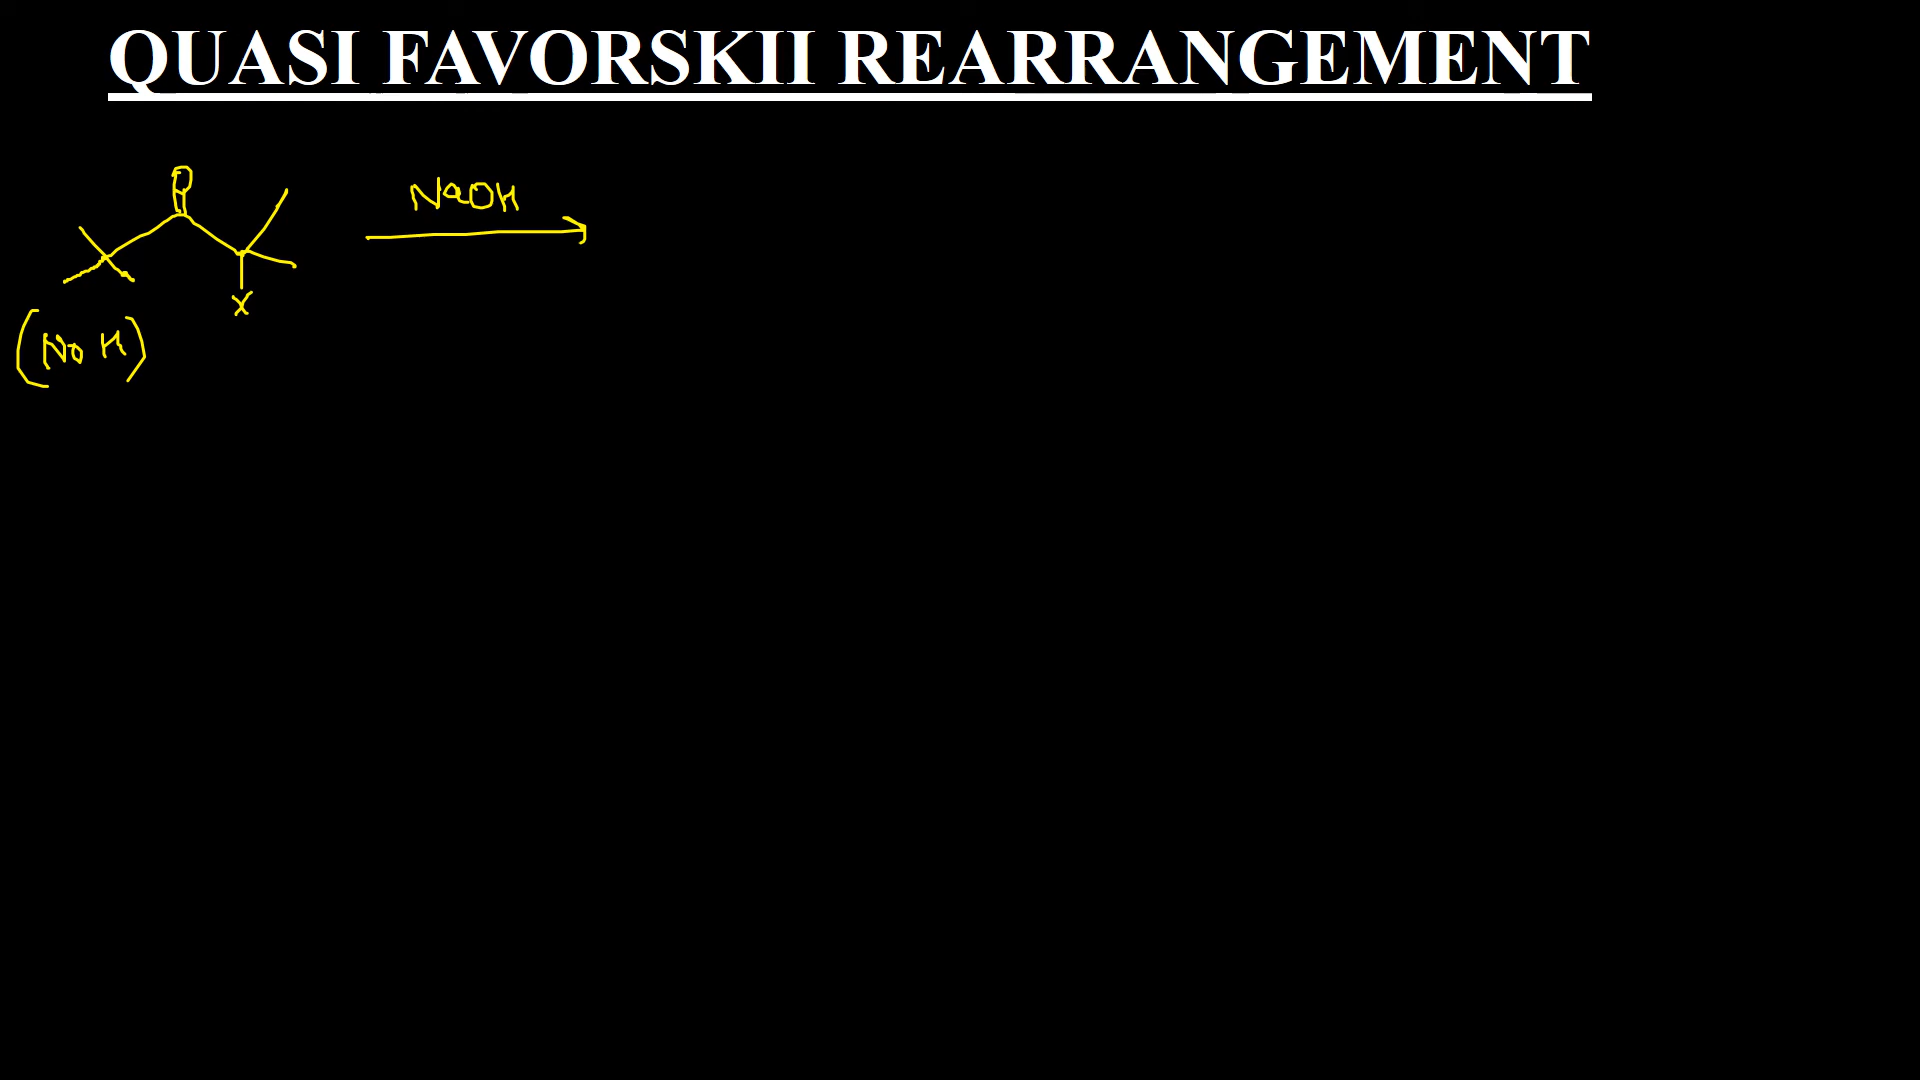 QUASI FAVORSKII REARRANGEMENT
O
NaOH
X
(No H)